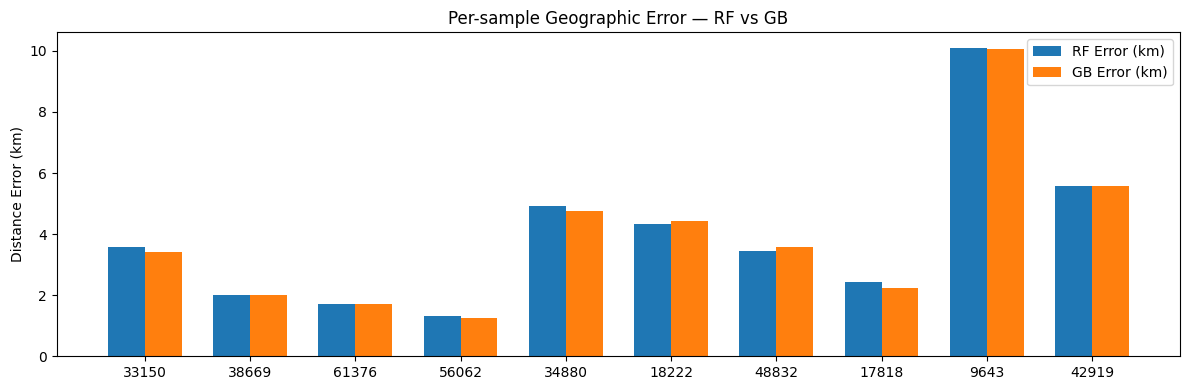 Per-sample Geographic Error — RF vs GB
RF Error (km)
GB Error (km)
Distance Error (km)
10
8
6
4
2
0
33150 38669 61376 56062 34880 18222 48832 17818 9643 42919